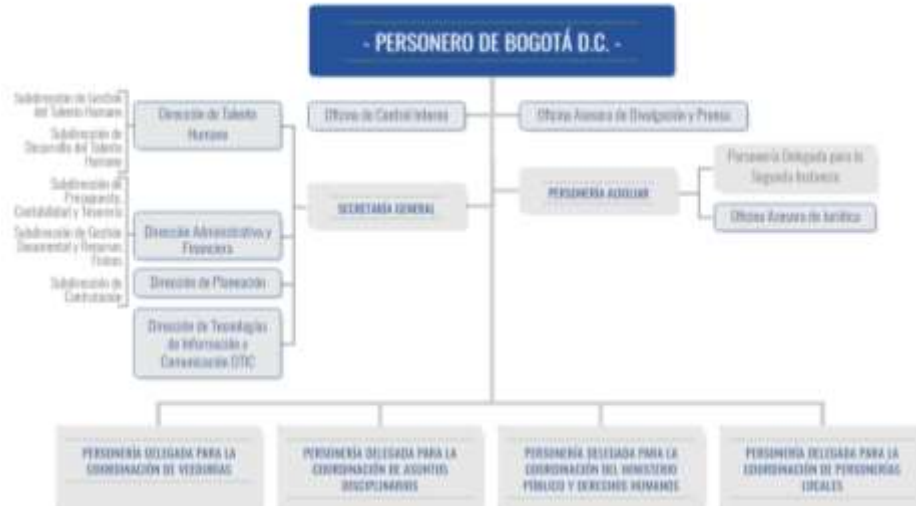 - PERSONERO DE BOGOTÁ D.C. -
Oficina de Control Interno
Oficina Asesora de Divulgación y Prensa
Subdirección de Gestión
del Talento Humano
Subdirección de
Desarrollo del Talento
Humano
Dirección de Talento
Humano
Subdirección de
Presupuesto,
Contabilidad y Tesorería
Subdirección de Gestión
Documental y Recursos
Físicos
Subdirección de
Contratación
Dirección Administrativa y
Financiera
Dirección de Planeación
Dirección de Tecnologías
de Información y
Comunicación DTIC
SECRETARÍA GENERAL
PERSONERÍA AUXILIAR
Personería Delegada para la
Segunda Instancia
Oficina Asesora de Jurídica
PERSONERÍA DELEGADA PARA LA
COORDINACIÓN DE VEEDURÍAS
PERSONERÍA DELEGADA PARA LA
COORDINACIÓN DE ASUNTOS
DISCIPLINARIOS
PERSONERÍA DELEGADA PARA LA
COORDINACIÓN DEL MINISTERIO
PÚBLICO Y DERECHOS HUMANOS
PERSONERÍA DELEGADA PARA LA
COORDINACIÓN DE PERSONERÍAS
LOCALES